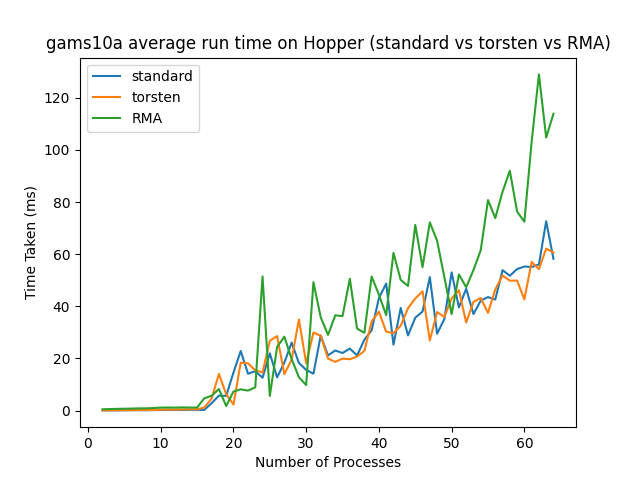 gams10a average run time on Hopper (standard vs torsten vs RMA)
standard
torsten
RMA
Time Taken (ms)
120
100
80
60
40
20
0
0 10 20 30 40 50 60
Number of Processes